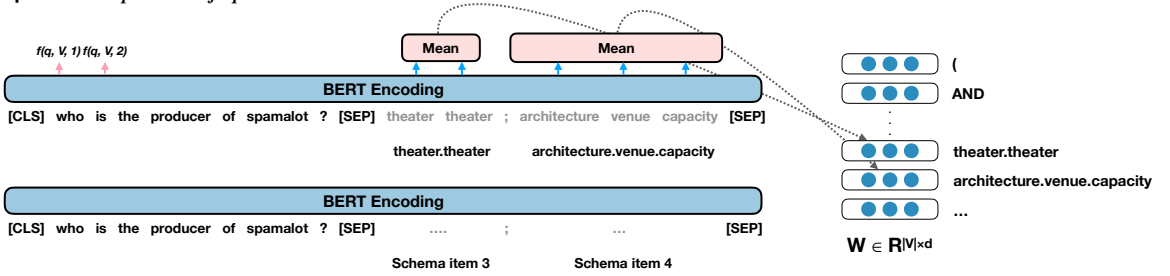 f(q, V, 1) f(q, V, 2)
Mean
Mean
BERT Encoding
[CLS] who is the producer of spamalot ? [SEP] theater theater ; architecture venue capacity [SEP]
theater.theater
architecture.venue.capacity
BERT Encoding
[CLS] who is the producer of spamalot ? [SEP] .... ; ... [SEP]
Schema item 3
Schema item 4
(
AND
theater.theater
architecture.venue.capacity
...
W ∈ R|V|×d